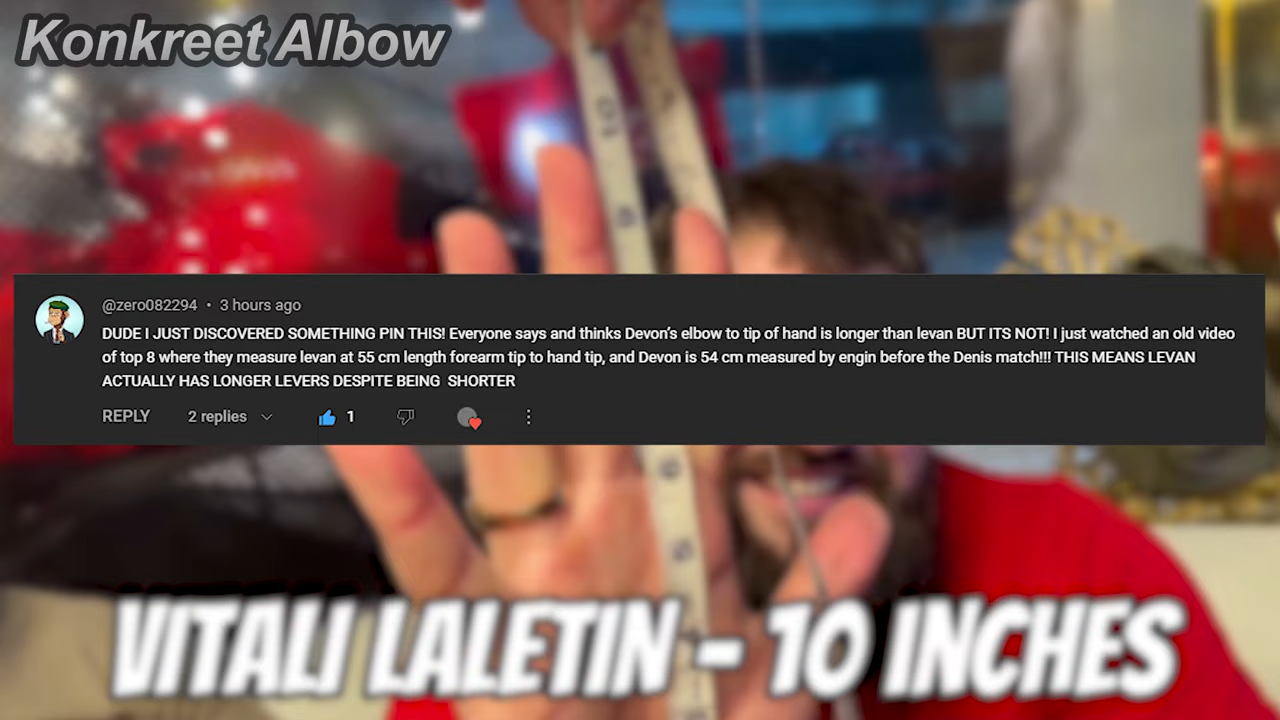 Konkreet Albow
@zero082294 • 3 hours ago
DUDE I JUST DISCOVERED SOMETHING PIN THIS! Everyone says and thinks Devon’s elbow to tip of hand is longer than levan BUT ITS NOT! I just watched an old video
of top 8 where they measure levan at 55 cm length forearm tip to hand tip, and Devon is 54 cm measured by engin before the Denis match!!! THIS MEANS LEVAN
ACTUALLY HAS LONGER LEVERS DESPITE BEING SHORTER
REPLY 2 replies 1
VITALI LALETIN - 10 INCHES